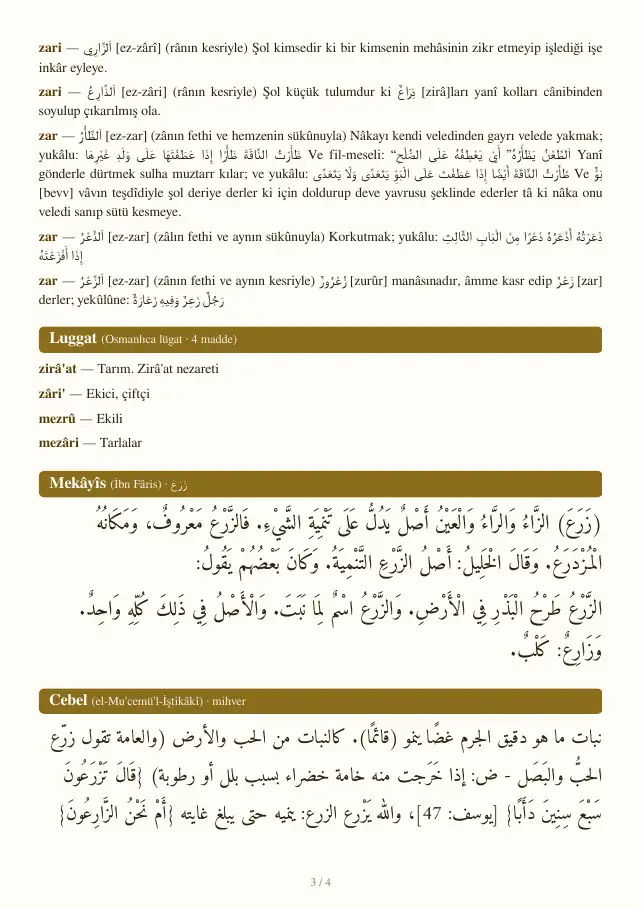 zari — اَلزَّارِي [ez-zârî] (rânın kesriyle) Şol kimsedir ki bir kimsenin mehâsinin zikr etmeyip işlediği işe
inkâr eyleye.
zari — اَلذَّارِعُ [ez-zâri] (rânın kesriyle) Şol küçük tulumdur ki ذِرَاعٌ [zirâ]ları yanî kolları cânibinden
soyulup çıkarılmış ola.
zar — اَلظَّأْرُ [ez-zar] (zânın fethi ve hemzenin sükûnuyla) Nâkayı kendi veledinden gayrı velede yakmak;
yukâlu: ظَأَرْتُ النَّاقَةَ ظَأْرًا إِذَا عَطَفْتَهَا عَلَى وَلَدِ غَيْرِهَا Ve fil-meseli: “اَلطَّعْنُ يَظْأَرُهُ” أَيْ يَعْطِفُهُ عَلَى الصُّلْحِ Yanî
gönderle dürtmek sulha muztarr kılar; ve yukâlu: ظَأَرْتُ النَّاقَةَ أَيْضًا إِذَا عَطَفْتَ عَلَى الْبَوِّ يَتَعَدَّى وَلَا يَتَعَدَّى Ve بَوٌّ
[bevv] vâvın teşdîdiyle şol deriye derler ki için doldurup deve yavrusu şeklinde ederler tâ ki nâka onu
veledi sanıp sütü kesmeye.
zar — اَلذَّعْرُ [ez-zar] (zâlın fethi ve aynın sükûnuyla) Korkutmak; yukâlu: ذَعَرْتُهُ أَذْعَرُهُ ذَعْرًا مِنَ الْبَابِ الثَّالِثِ
إِذَا أَفْزَعْتَهُ
zar — اَلزَّعَرُ [ez-zar] (zânın fethi ve aynın kesriyle) زُعْرُورٌ [zurûr] manâsınadır, âmme kasr edip زَعَرْ [zar]
derler; yekûlûne: رَجُلٌ زَعِرٌ وَفِيهِ زَعَارَةٌ
Luggat (Osmanlıca lügat · 4 madde)
zirâ'at — Tarım. Zirâ'at nezareti
zâri' — Ekici, çiftçi
mezrû — Ekili
mezâri — Tarlalar
Mekâyîs (İbn Fâris) · زَرَعَ
(زَرَعَ) الزَّاءُ وَالرَّاءُ وَالْعَيْنُ أَصْلٌ يَدُلُّ عَلَى تَنْمِيَةِ الشَّيْءِ. فَالزَّرْعُ مَعْرُوفٌ، وَمَكَانُهُ
الْمُزْدَرَعُ. وَقَالَ الْخَلِيلُ: أَصْلُ الزَّرْعِ التَّنْمِيَةُ. وَكَانَ بَعْضُهُمْ يَقُولُ:
الزَّرْعُ طَرْحُ الْبَذْرِ فِي الْأَرْضِ. وَالزَّرْعُ اسْمٌ لِمَا نَبَتَ. وَالْأَصْلُ فِي ذَلِكَ كُلِّهِ وَاحِدٌ.
وَزَارِعٌ: كَلْبٌ.
Cebel (el-Mu'cemü'l-İştikâkî) · mihver
نبات ما هو دقيق الجرم غضًا ينمو (قائمًا). كالنبات من الحب والأرض (والعامة تقول زرّع
الحبُّ والبَصَل - ض: إذا خَرَجت منه خامة خضراء بسبب بلل أو رطوبة) {قَالَ تَزْرَعُونَ
سَبْعَ سِنِينَ دَأَبًا} [يوسف: 47]، والله يَزْرع الزرع: ينميه حتى يبلغ غايته {أَمْ نَحْنُ الزَّارِعُونَ}
3 / 4